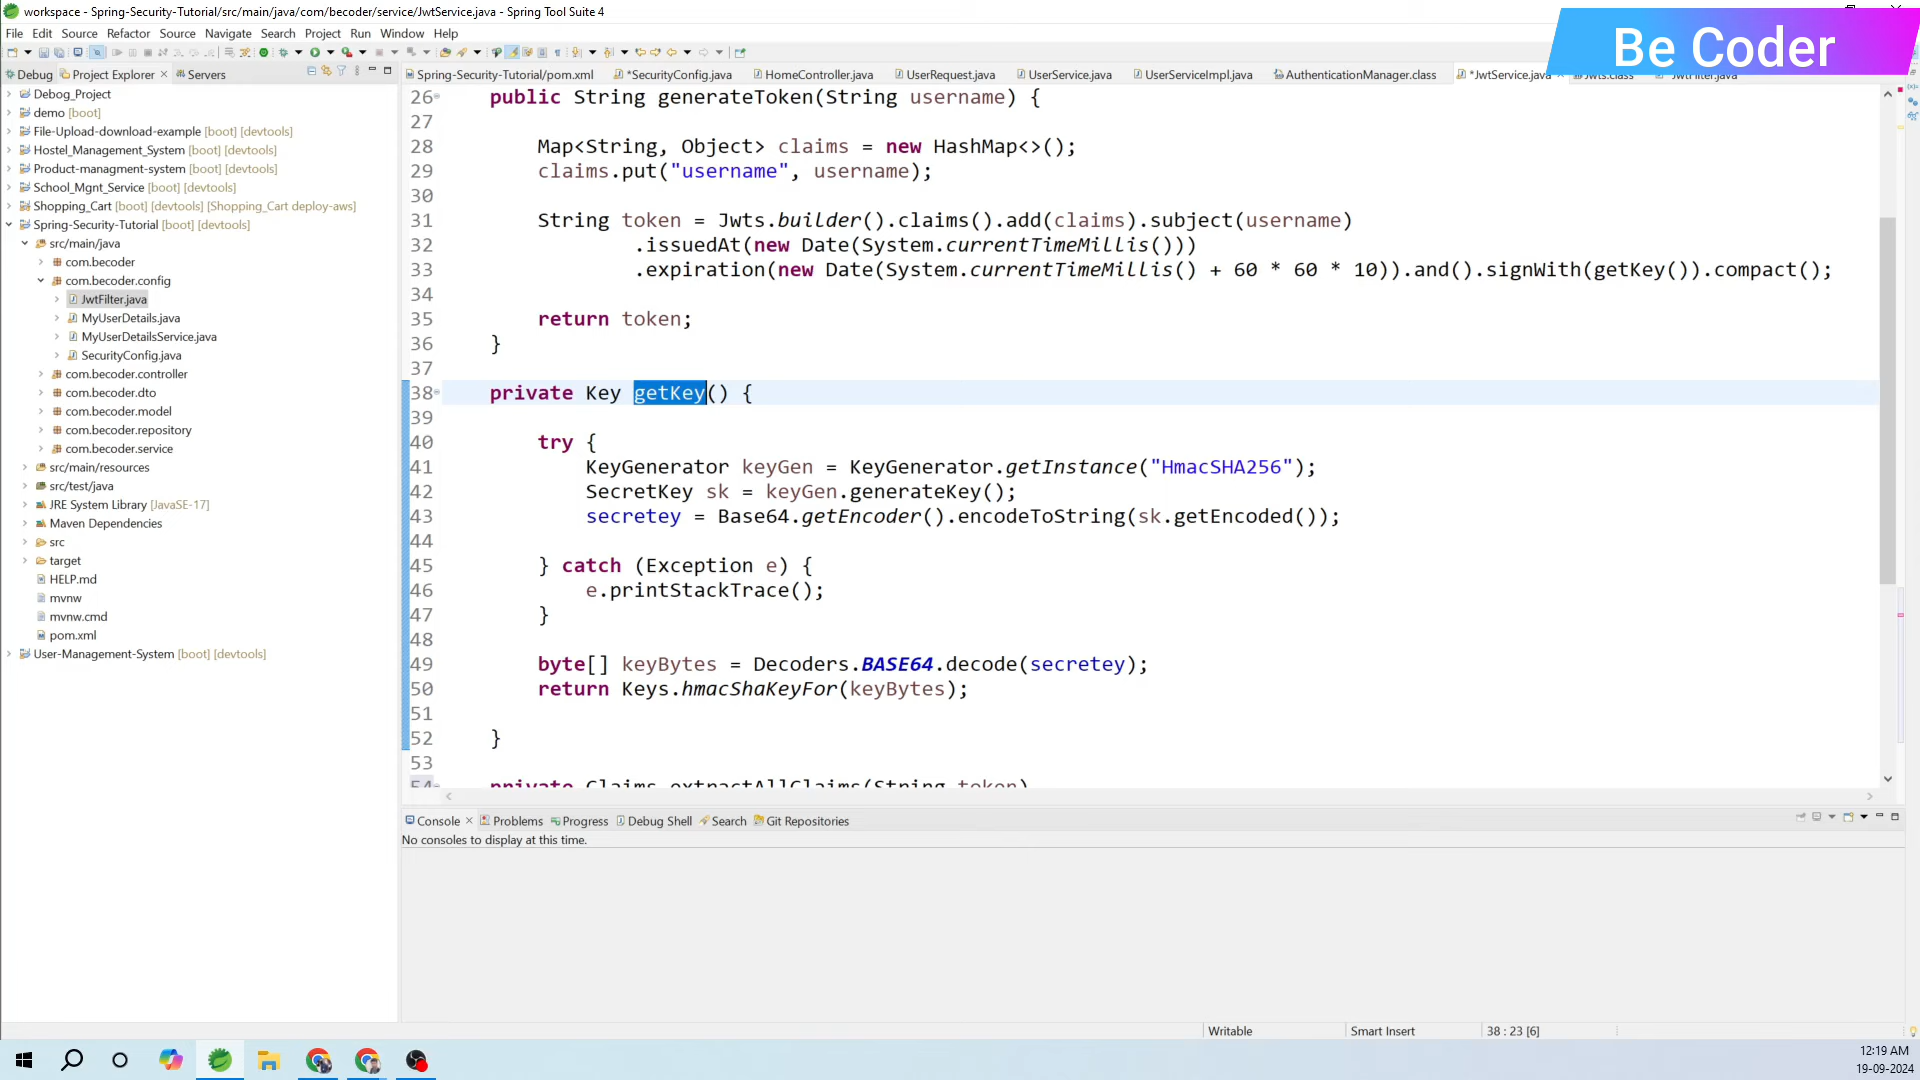 workspace - Spring-Security-Tutorial/src/main/java/com/becoder/service/JwtService.java - Spring Tool Suite 4
Be Coder
File Edit Source Refactor Source Navigate Search Project Run Window Help
Debug Project Explorer Servers
Spring-Security-Tutorial/pom.xml *SecurityConfig.java HomeController.java UserRequest.java UserService.java UserServiceImpl.java AuthenticationManager.class *JwtService.java Jwts.class JwtFilter.java
Debug_Project
demo [boot]
File-Upload-download-example [boot] [devtools]
Hostel_Management_System [boot] [devtools]
Product-managment-system [boot] [devtools]
School_Mgnt_Service [boot] [devtools]
Shopping_Cart [boot] [devtools] [Shopping_Cart deploy-aws]
Spring-Security-Tutorial [boot] [devtools]
src/main/java
com.becoder
com.becoder.config
JwtFilter.java
MyUserDetails.java
MyUserDetailsService.java
SecurityConfig.java
com.becoder.controller
com.becoder.dto
com.becoder.model
com.becoder.repository
com.becoder.service
src/main/resources
src/test/java
JRE System Library [JavaSE-17]
Maven Dependencies
src
target
HELP.md
mvnw
mvnw.cmd
pom.xml
User-Management-System [boot] [devtools]
26 public String generateToken(String username) {
27
28 Map<String, Object> claims = new HashMap<>();
29 claims.put("username", username);
30
31 String token = Jwts.builder().claims().add(claims).subject(username)
32 .issuedAt(new Date(System.currentTimeMillis()))
33 .expiration(new Date(System.currentTimeMillis() + 60 * 60 * 10)).and().signWith(getKey()).compact();
34
35 return token;
36 }
37
38 private Key getKey() {
39
40 try {
41 KeyGenerator keyGen = KeyGenerator.getInstance("HmacSHA256");
42 SecretKey sk = keyGen.generateKey();
43 secretey = Base64.getEncoder().encodeToString(sk.getEncoded());
44
45 } catch (Exception e) {
46 e.printStackTrace();
47 }
48
49 byte[] keyBytes = Decoders.BASE64.decode(secretey);
50 return Keys.hmacShaKeyFor(keyBytes);
51
52 }
53
54 private Claims extractAllClaims(String token)
Console Problems Progress Debug Shell Search Git Repositories
No consoles to display at this time.
Writable Smart Insert 38 : 23 [6]
12:19 AM
19-09-2024